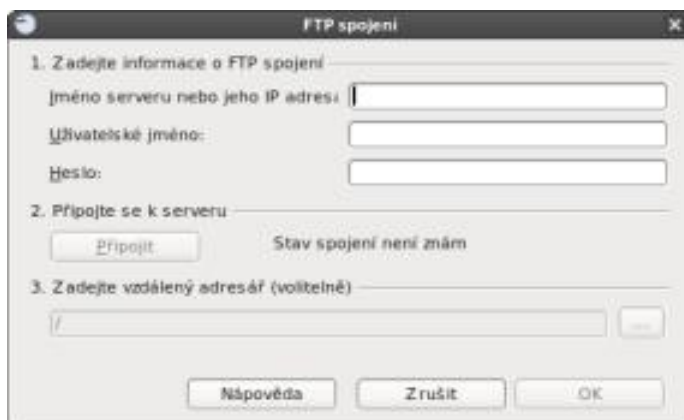 FTP spojení
1. Zadejte informace o FTP spojení
Jméno serveru nebo jeho IP adresa
Uživatelské jméno:
Heslo:
2. Připojte se k serveru
Připojit
Stav spojení není znám
3. Zadejte vzdálený adresář (volitelně)
/
...
Nápověda
Zrušit
OK